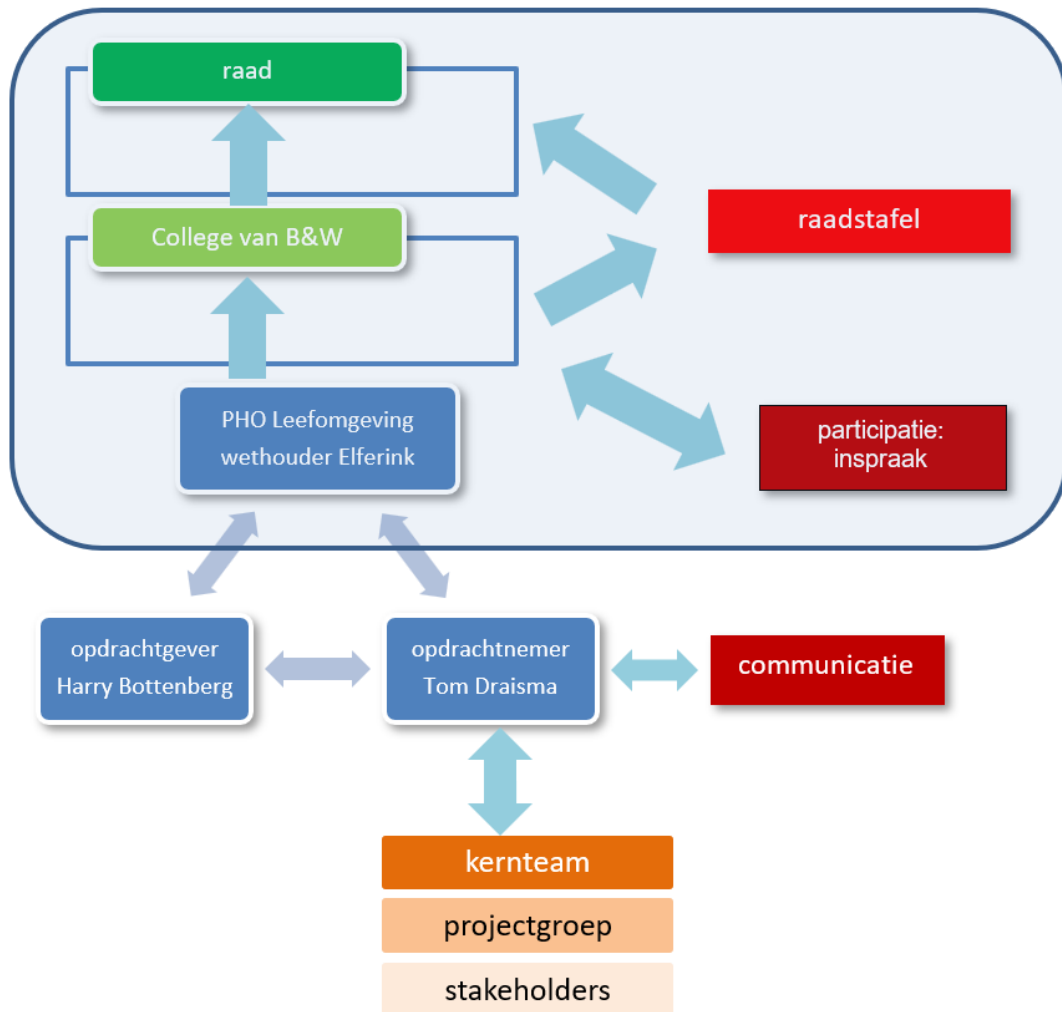 raad
College van B&W
raadstafel
PHO Leefomgeving
wethouder Elferink
participatie:
inspraak
opdrachtgever
Harry Bottenberg
opdrachtnemer
Tom Draisma
communicatie
kernteam
projectgroep
stakeholders